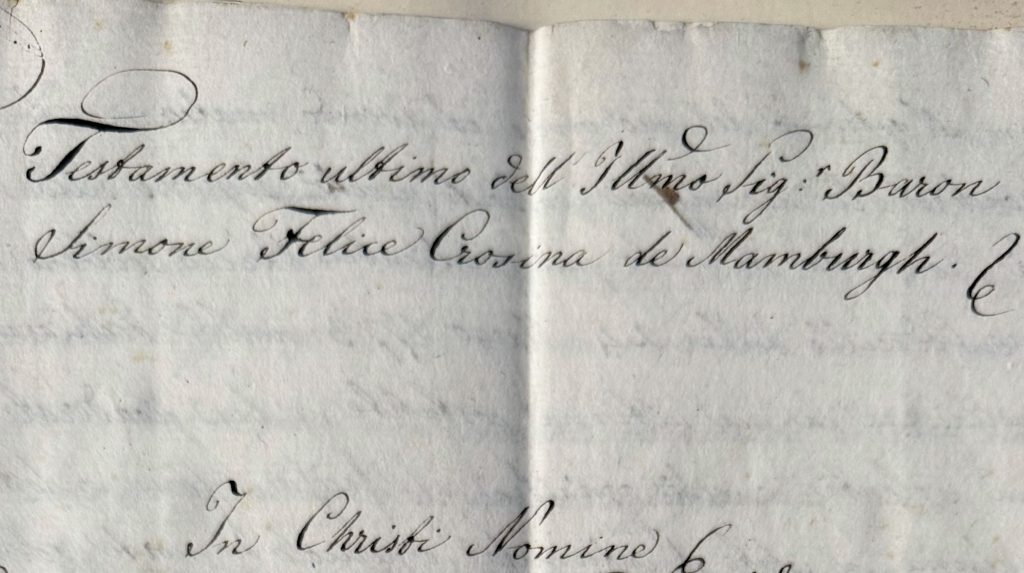 Testamento ultimo dell' Illmo Sig:r Baron
Simone Felice Crosina de Mamburgh.
In Christi Nomine